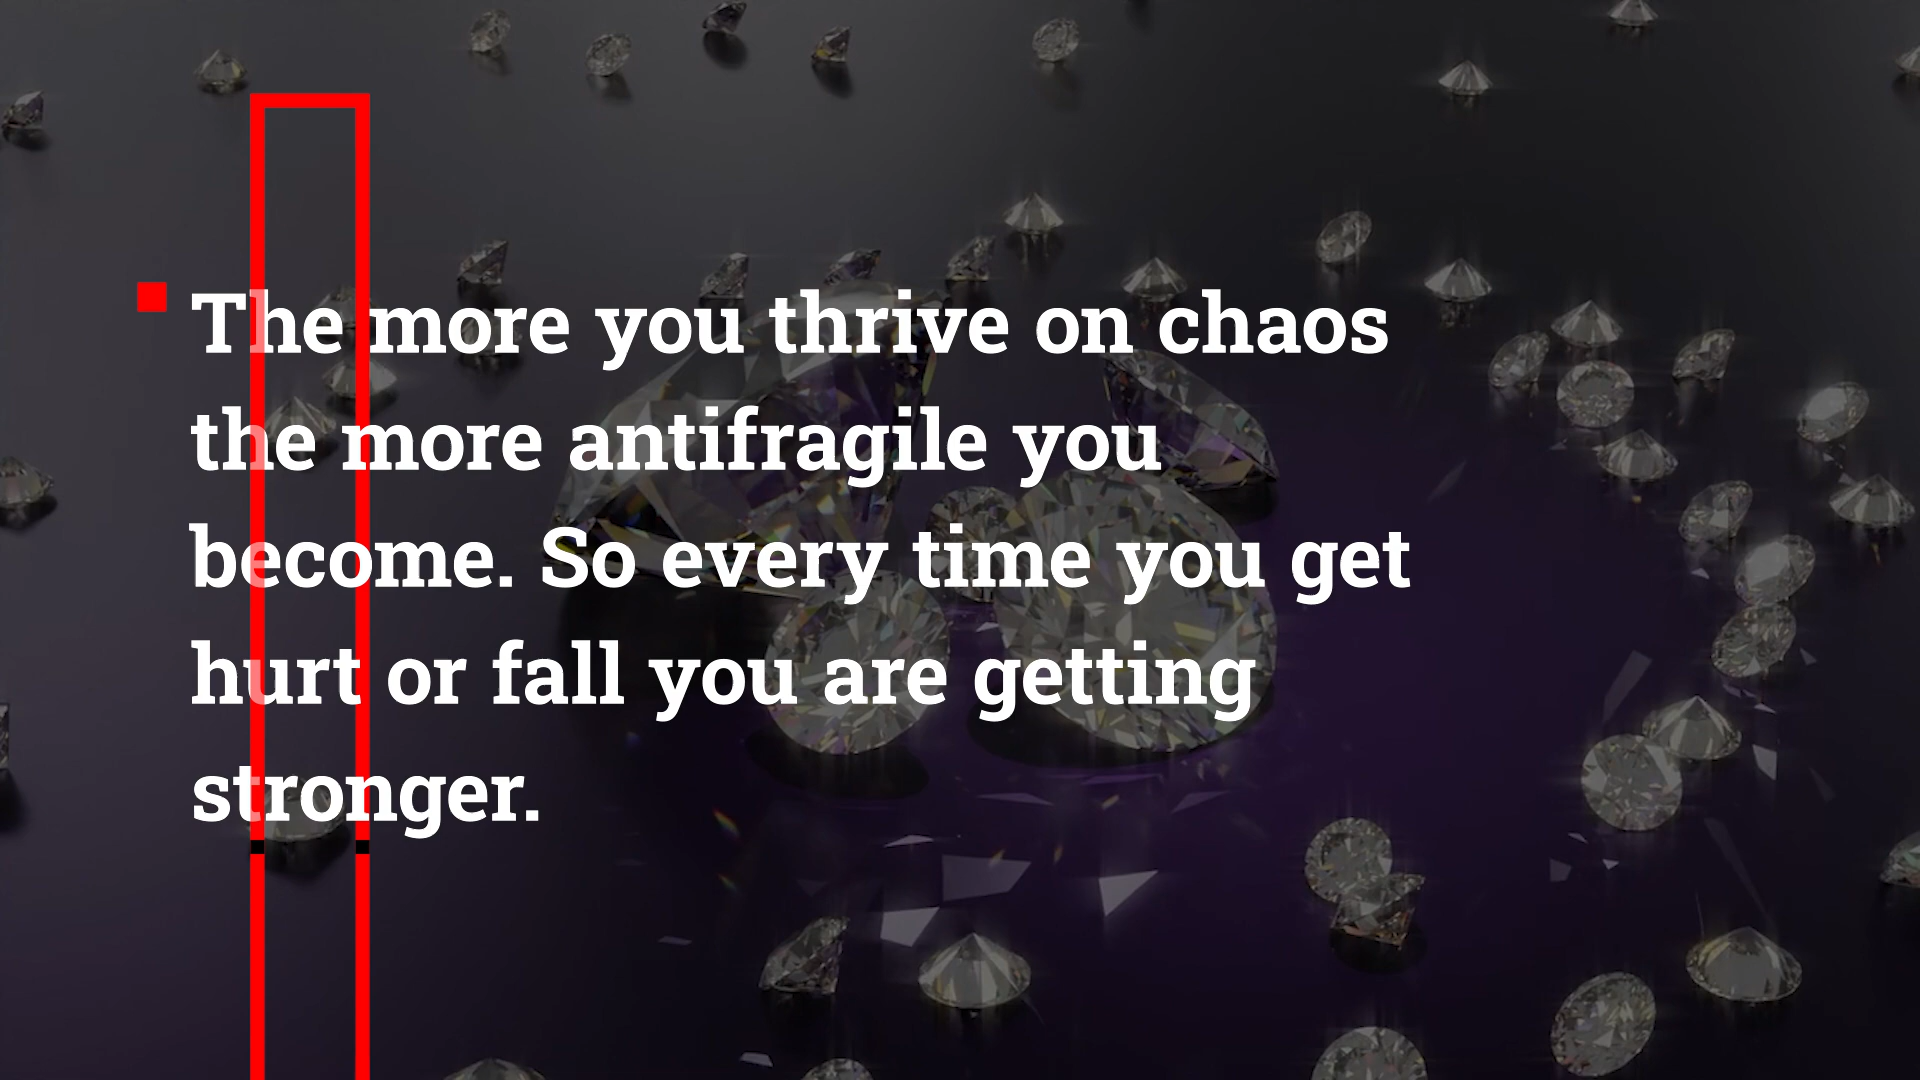 The more you thrive on chaos
the more antifragile you
become. So every time you get
hurt or fall you are getting
stronger.